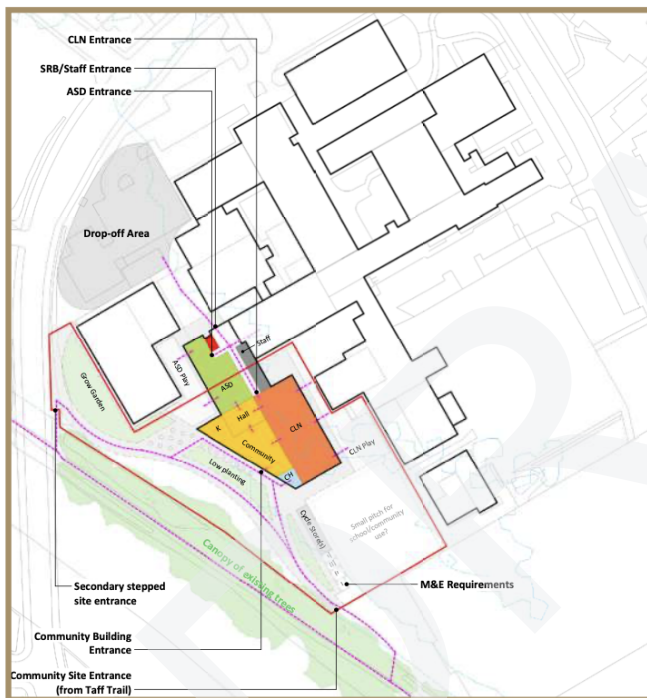 CLN Entrance
SRB/Staff Entrance
ASD Entrance
Drop-off Area
Staff
ASD Play
ASD
Grow Garden
Hall
K
CLN
Community
CLN Play
Low planting
CH
Cycle Store(s)
Small pitch for
school/community
use?
Canopy of existing trees
Secondary stepped
site entrance
M&E Requirements
Community Building
Entrance
Community Site Entrance
(from Taff Trail)